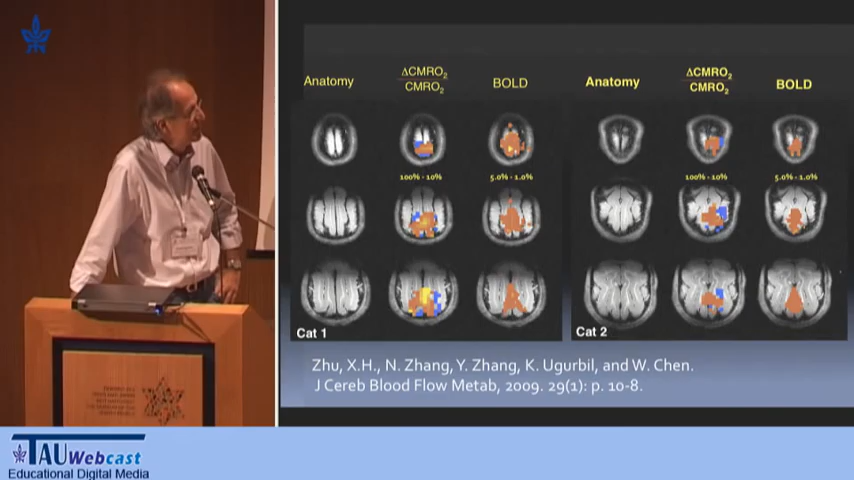 Anatomy
ΔCMRO₂
CMRO₂
BOLD
100% - 10%
5.0% - 1.0%
Cat 1
Anatomy
ΔCMRO₂
CMRO₂
BOLD
100% - 10%
5.0% - 1.0%
Cat 2
Zhu, X.H., N. Zhang, Y. Zhang, K. Ugurbil, and W. Chen.
J Cereb Blood Flow Metab, 2009. 29(1): p. 10-8.
TAU Webcast
Educational Digital Media